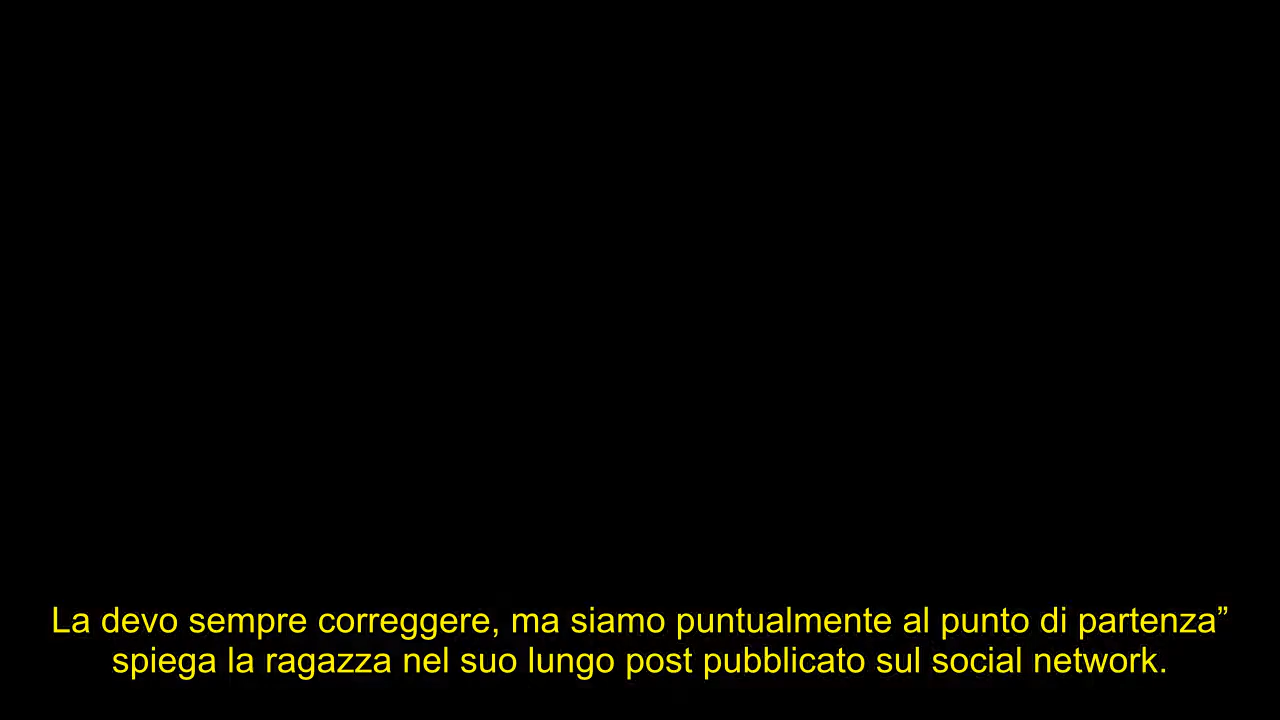 La devo sempre correggere, ma siamo puntualmente al punto di partenza”
spiega la ragazza nel suo lungo post pubblicato sul social network.